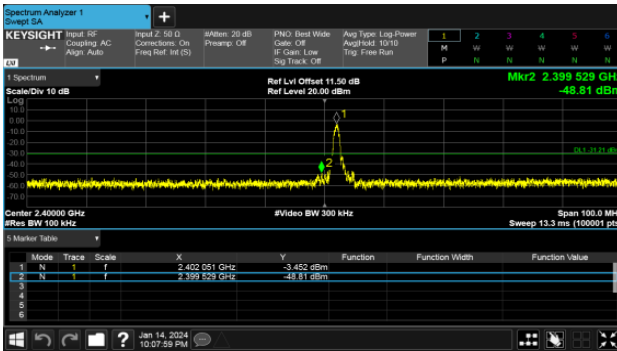 Spectrum Analyzer 1
Swept SA
KEYSIGHT Input: RF Input Z: 50 Ω #Atten: 20 dB PNO: Best Wide Avg Type: Log-Power 1 2 3 4 5 6
Coupling: AC Corrections: On Preamp: Off Gate: Off Avg|Hold: 10/10 M W W W W W
Align: Auto Freq Ref: Int (S) IF Gain: Low Trig: Free Run
Sig Track: Off P N N N N N
LXI
1 Spectrum Ref Lvl Offset 11.50 dB Mkr2 2.399 529 GHz
Scale/Div 10 dB Ref Level 20.00 dBm -48.81 dBm
Log
10.0 1
0.00
-10.0
-20.0
-30.0 DL1 -31.21 dBm
-40.0 2
-50.0
-60.0
-70.0
Center 2.40000 GHz #Video BW 300 kHz Span 100.0 MH
#Res BW 100 kHz Sweep 13.3 ms (100001 pts
5 Marker Table
Mode Trace Scale X Y Function Function Width Function Value
1 N 1 f 2.402 051 GHz -3.452 dBm
2 N 1 f 2.399 529 GHz -48.81 dBm
3
4
5
6
? Jan 14, 2024
10:07:59 PM